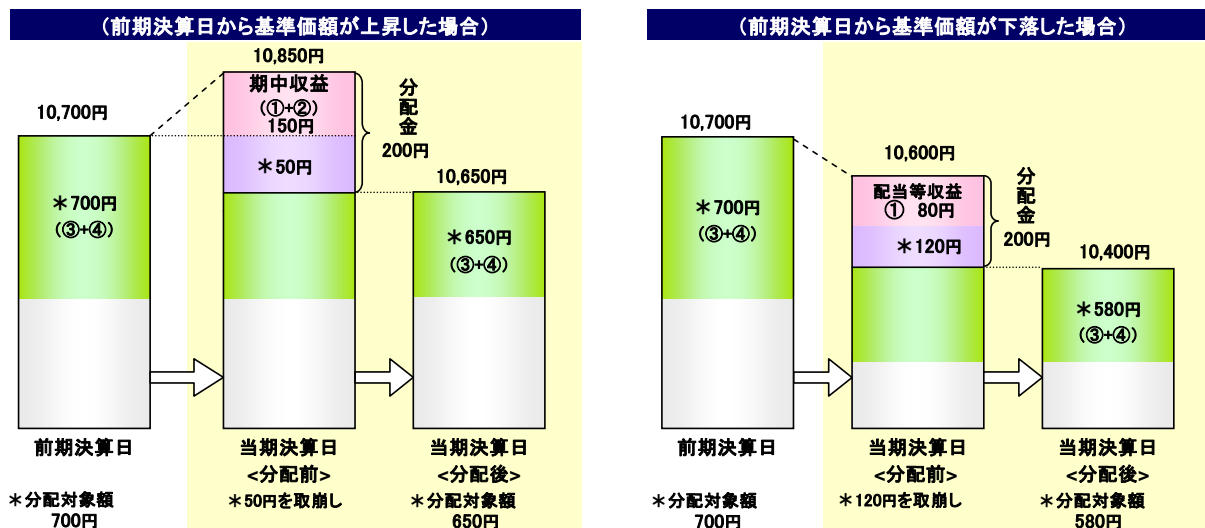 (前期決算日から基準価額が上昇した場合)
10,700円
＊700円
(③+④)
前期決算日
＊分配対象額
700円
10,850円
期中収益
(①+②)
150円
＊50円
分配金
200円
当期決算日
<分配前>
＊50円を取崩し
10,650円
＊650円
(③+④)
当期決算日
<分配後>
＊分配対象額
650円
(前期決算日から基準価額が下落した場合)
10,700円
＊700円
(③+④)
前期決算日
＊分配対象額
700円
10,600円
配当等収益
① 80円
＊120円
分配金
200円
当期決算日
<分配前>
＊120円を取崩し
10,400円
＊580円
(③+④)
当期決算日
<分配後>
＊分配対象額
580円